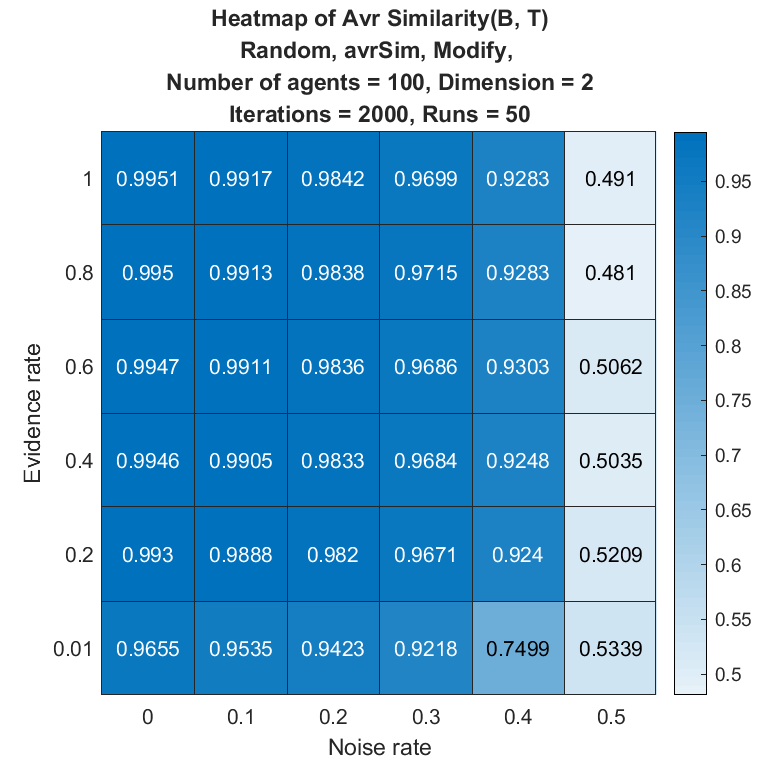 Heatmap of Avr Similarity(B, T)
Random, avrSim, Modify,
Number of agents = 100, Dimension = 2
Iterations = 2000, Runs = 50
1 0.9951 0.9917 0.9842 0.9699 0.9283 0.491
0.8 0.995 0.9913 0.9838 0.9715 0.9283 0.481
0.6 0.9947 0.9911 0.9836 0.9686 0.9303 0.5062
0.4 0.9946 0.9905 0.9833 0.9684 0.9248 0.5035
0.2 0.993 0.9888 0.982 0.9671 0.924 0.5209
0.01 0.9655 0.9535 0.9423 0.9218 0.7499 0.5339
0 0.1 0.2 0.3 0.4 0.5
Noise rate
Evidence rate
0.95
0.9
0.85
0.8
0.75
0.7
0.65
0.6
0.55
0.5